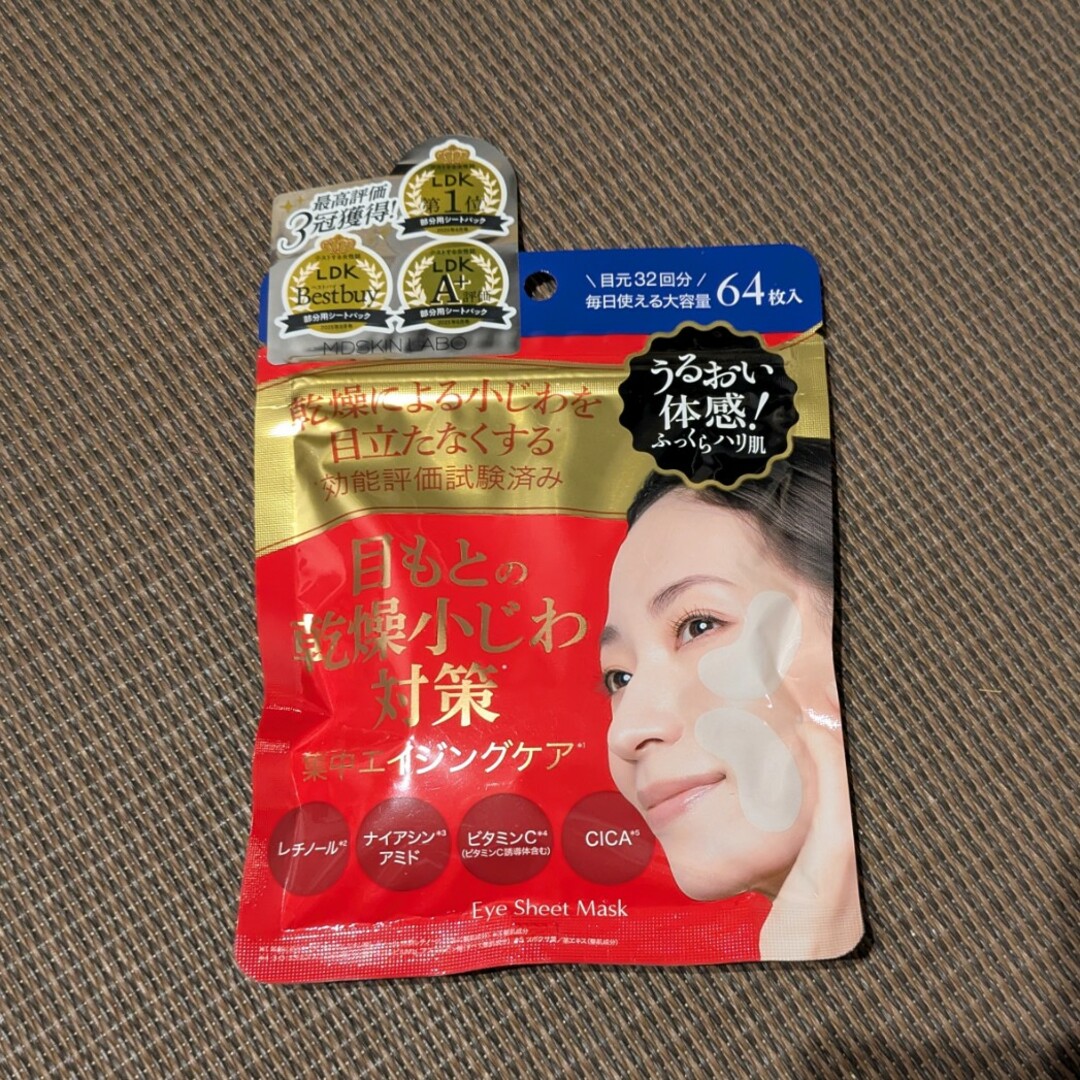 最高評価
3冠獲得!
LDK
第1位
部分用シートパック
LDK
Bestbuy
部分用シートパック
LDK
A+評価
部分用シートパック
MDSKIN LABO
\目元32回分/
毎日使える大容量 64枚入
うるおい
体感!
ふっくらハリ肌
乾燥による小じわを
目立たなくする*
効能評価試験済み
目もとの
乾燥小じわ
対策*
集中エイジングケア*1
レチノール*2
ナイアシン*3
アミド
ビタミンC*4
(ビタミンC誘導体含む)
CICA*5
Eye Sheet Mask